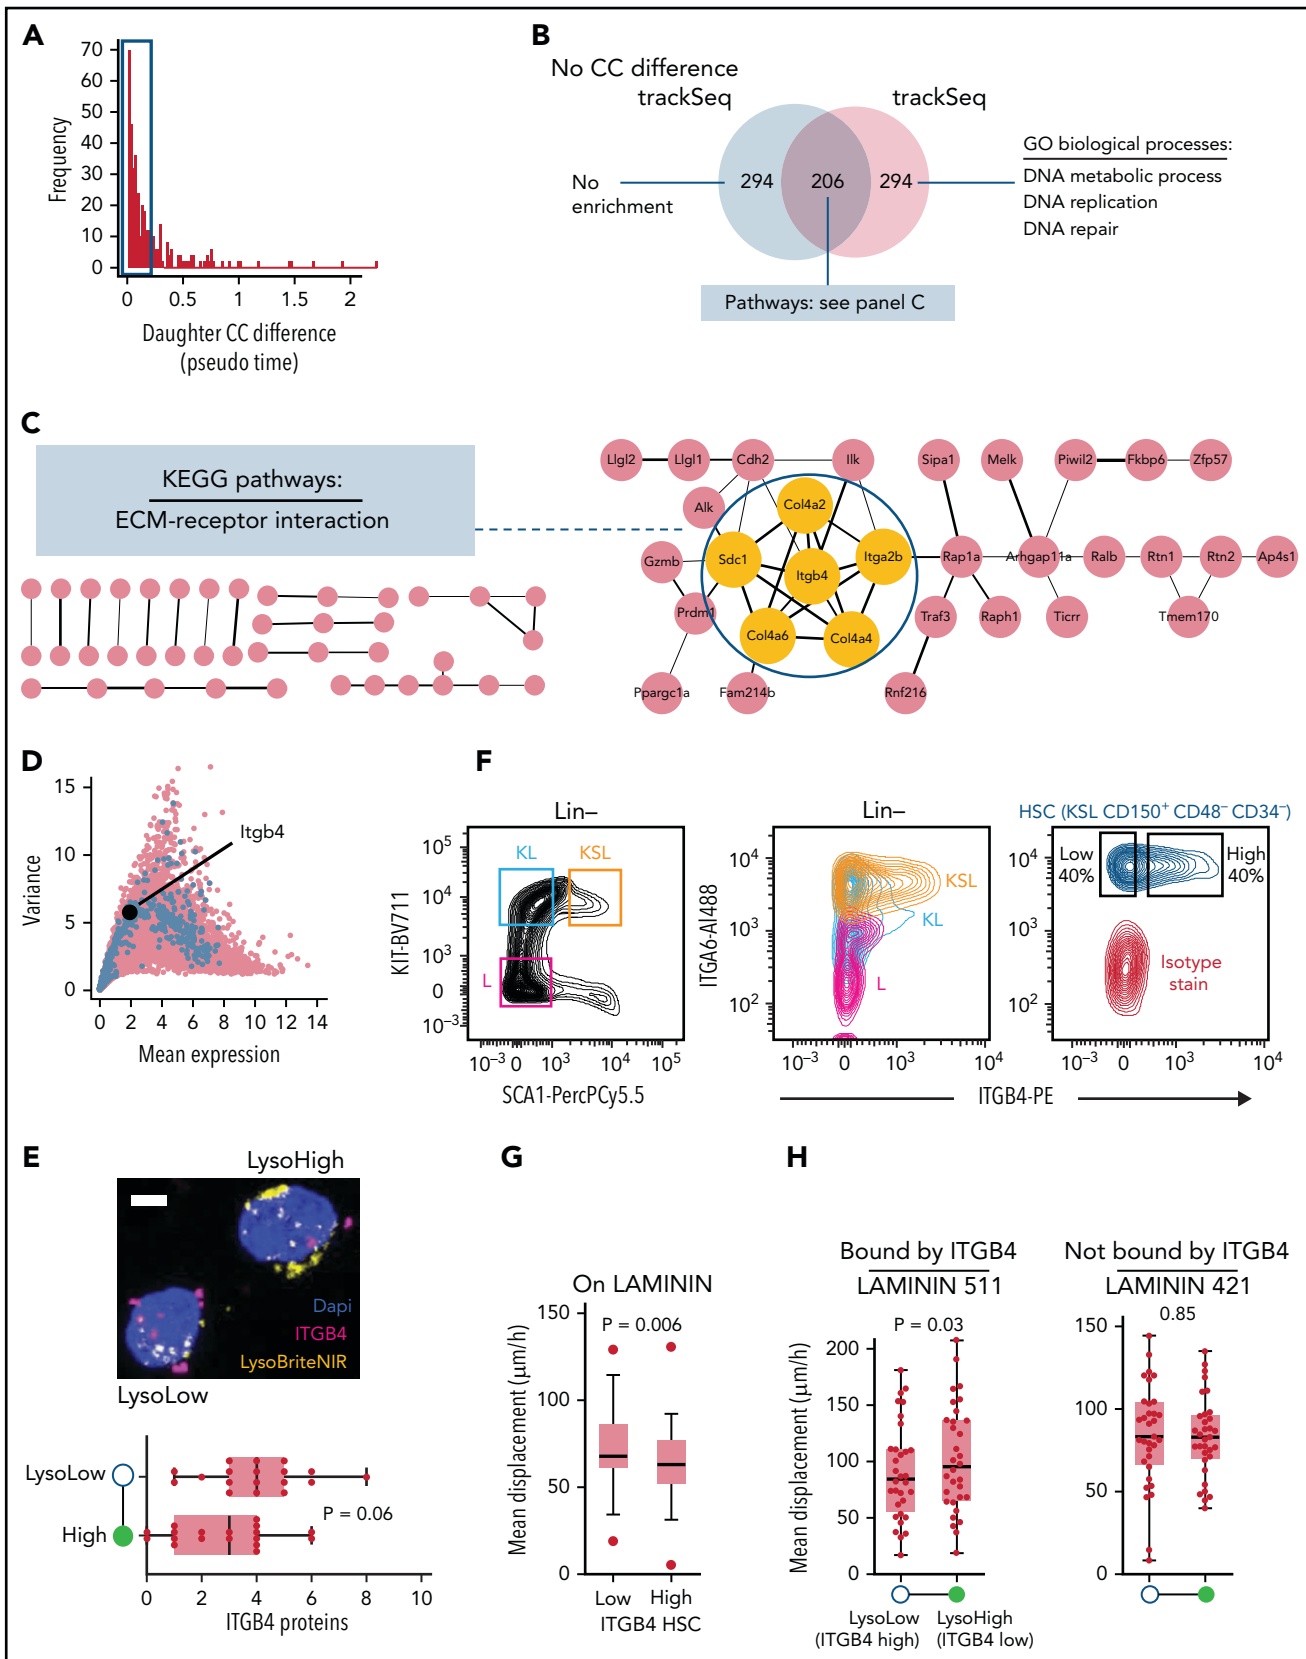 A
70
60
50
40
30
20
10
0
Frequency
0 0.5 1 1.5 2
Daughter CC difference
(pseudo time)
B
No CC difference
trackSeq
trackSeq
No
enrichment
294 206 294
GO biological processes:
DNA metabolic process
DNA replication
DNA repair
Pathways: see panel C
C
KEGG pathways:
ECM-receptor interaction
Llgl2 Llgl1 Cdh2 Ilk Sipa1 Melk Piwil2 Fkbp6 Zfp57
Alk Col4a2
Gzmb Sdc1 Itgb4 Itga2b Rap1a Arhgap11a Ralb Rtn1 Rtn2 Ap4s1
Prdm1 Col4a6 Col4a4 Traf3 Raph1 Ticrr Tmem170
Ppargc1a Fam214b Rnf216
D
15
10
5
0
Variance
Itgb4
0 2 4 6 8 10 12 14
Mean expression
F
Lin–
KL KSL
L
10⁵
10⁴
10³
0
10⁻³
KIT-BV711
10⁻³ 0 10³ 10⁴ 10⁵
SCA1-PercPCy5.5
Lin–
KSL
KL
L
10⁴
10³
10²
ITGA6-Al488
10⁻³ 0 10³ 10⁴
HSC (KSL CD150⁺ CD48⁻ CD34⁻)
Low
40%
High
40%
Isotype
stain
10⁴
10³
10²
10⁻³ 0 10³ 10⁴
ITGB4-PE
E
LysoHigh
Dapi
ITGB4
LysoBriteNIR
LysoLow
LysoLow
High
P = 0.06
0 2 4 6 8 10
ITGB4 proteins
G
On LAMININ
P = 0.006
150
100
50
0
Mean displacement (μm/h)
Low High
ITGB4 HSC
H
Bound by ITGB4
LAMININ 511
P = 0.03
200
150
100
50
0
Mean displacement (μm/h)
LysoLow
(ITGB4 high)
LysoHigh
(ITGB4 low)
Not bound by ITGB4
LAMININ 421
0.85
150
100
50
0